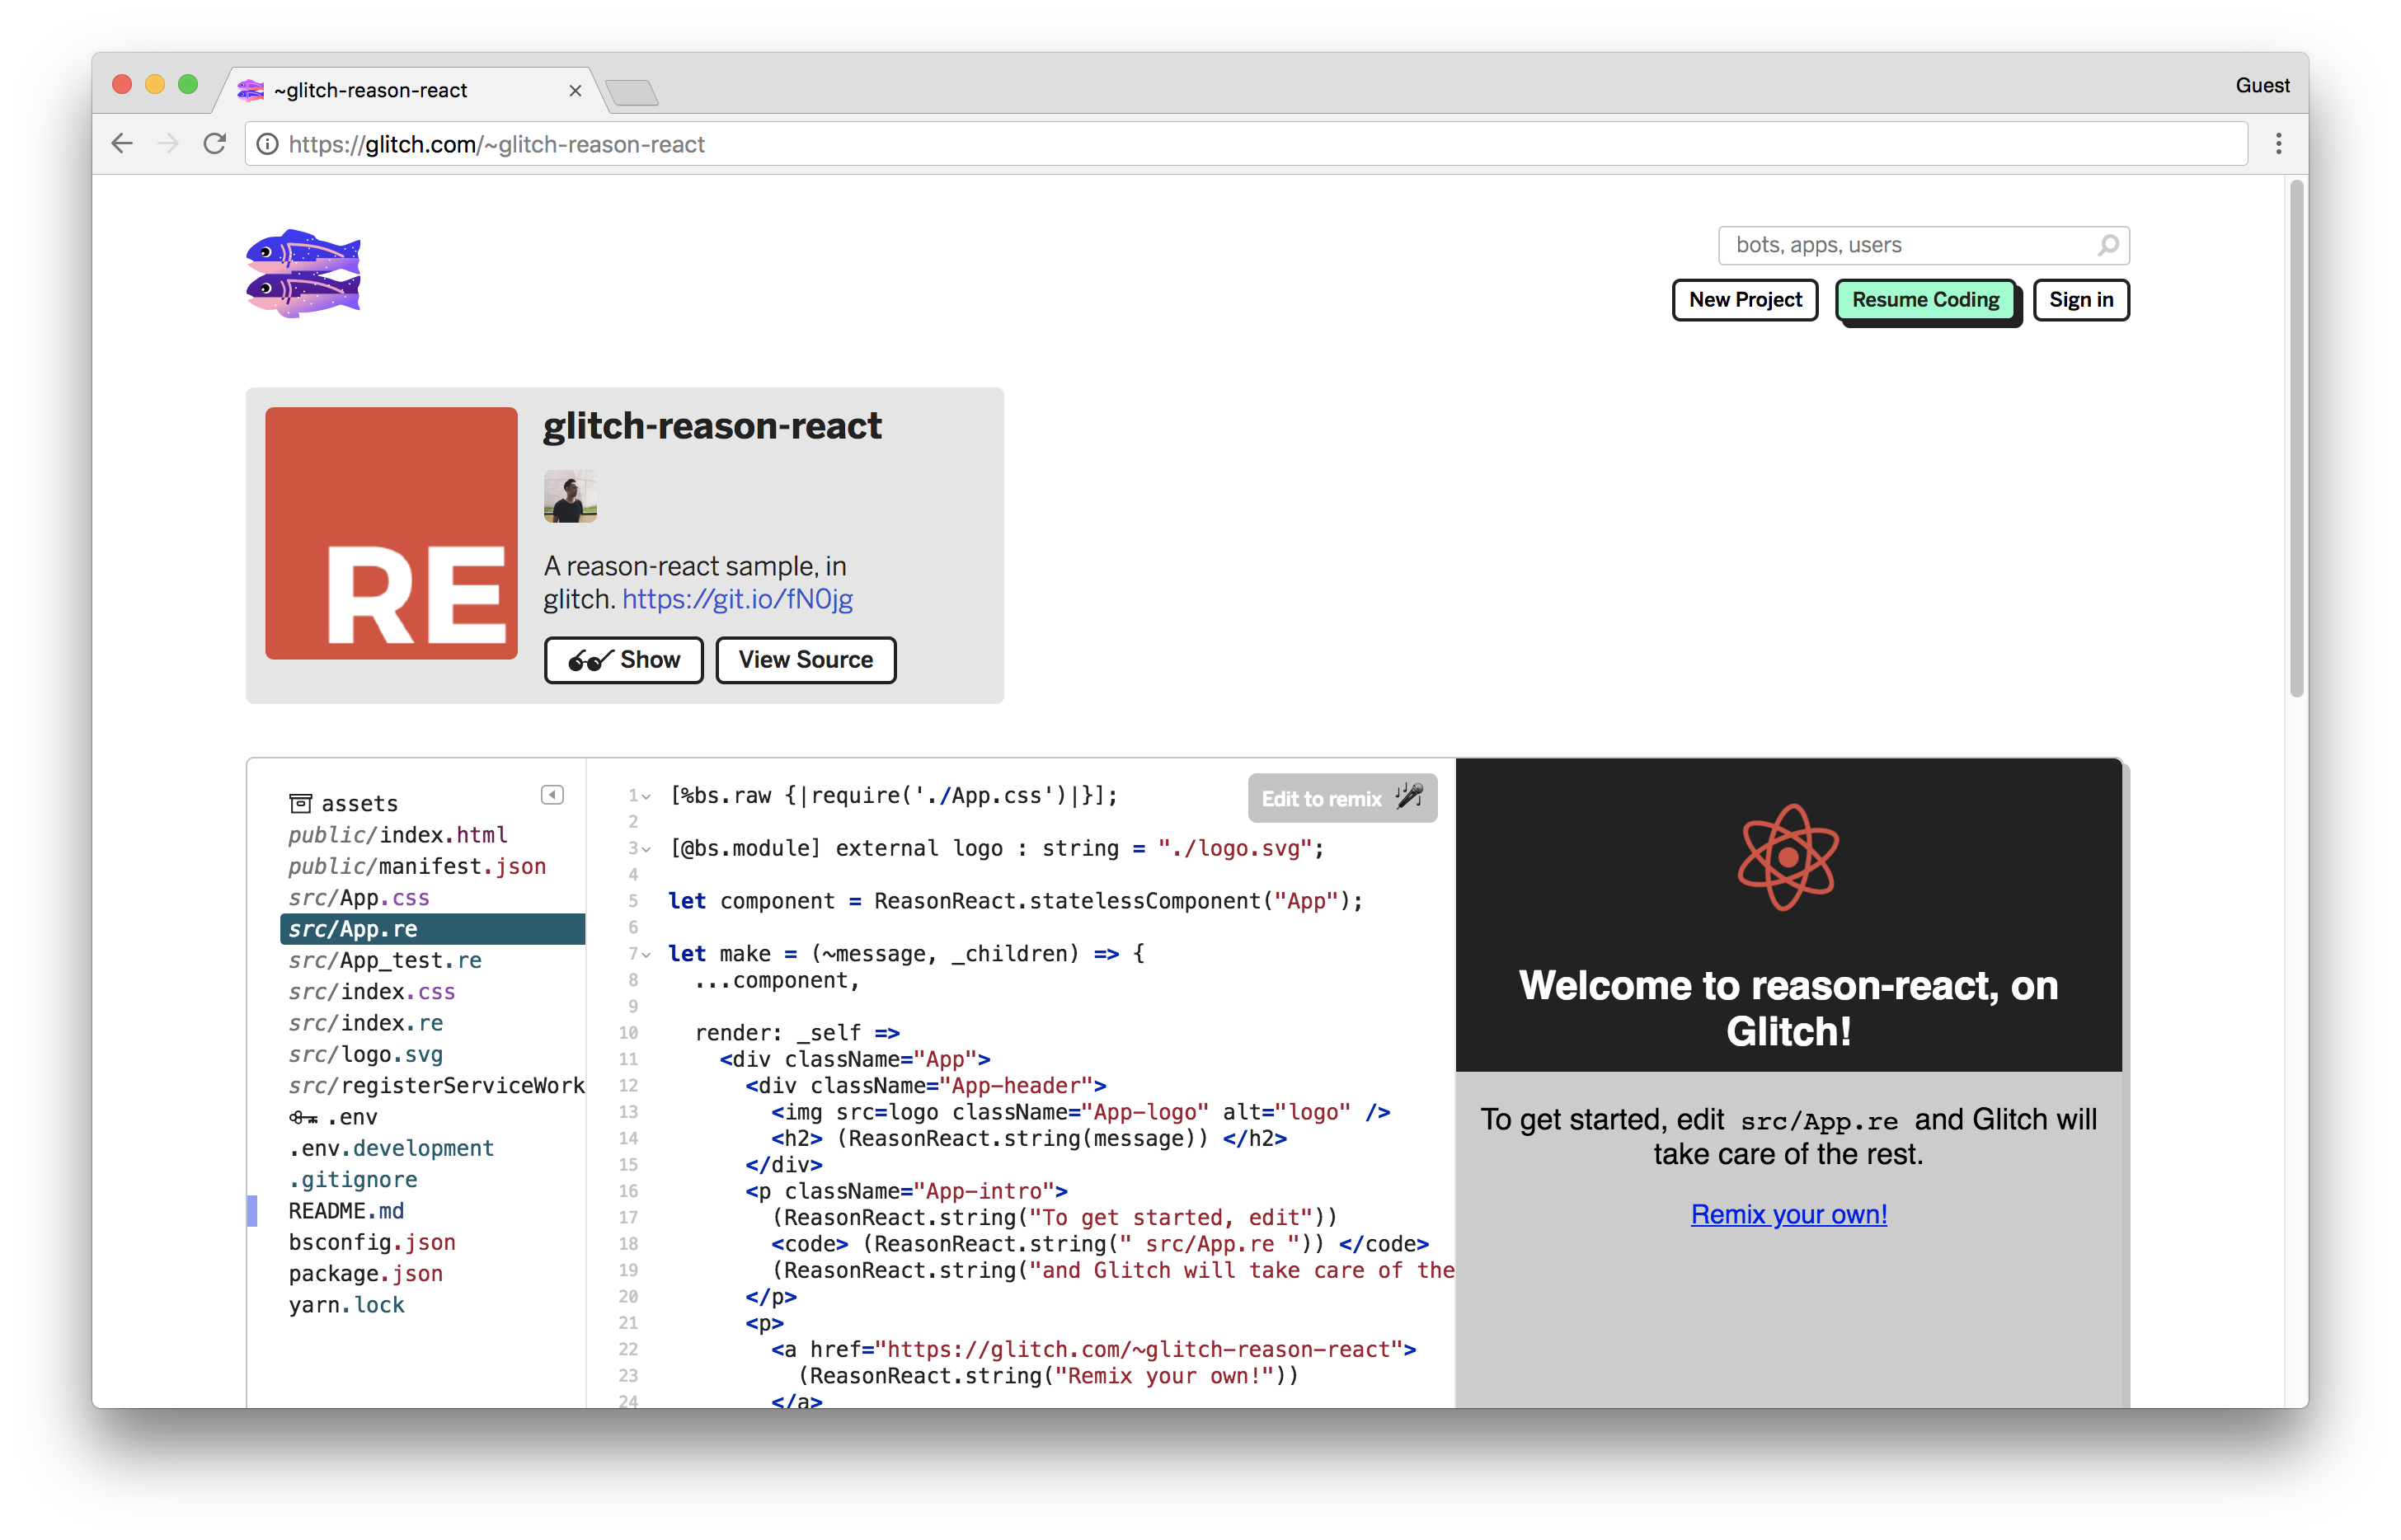 ~glitch-reason-react
Guest
https://glitch.com/~glitch-reason-react
bots, apps, users
New Project
Resume Coding
Sign in
glitch-reason-react
RE
A reason-react sample, in
glitch. https://git.io/fN0jg
Show
View Source
assets
public/index.html
public/manifest.json
src/App.css
src/App.re
src/App_test.re
src/index.css
src/index.re
src/logo.svg
src/registerServiceWork
.env
.env.development
.gitignore
README.md
bsconfig.json
package.json
yarn.lock
Edit to remix
1 [%bs.raw {|require('./App.css')|}];
2
3 [@bs.module] external logo : string = "./logo.svg";
4
5 let component = ReasonReact.statelessComponent("App");
6
7 let make = (~message, _children) => {
8 ...component,
9
10 render: _self =>
11 <div className="App">
12 <div className="App-header">
13 <img src=logo className="App-logo" alt="logo" />
14 <h2> (ReasonReact.string(message)) </h2>
15 </div>
16 <p className="App-intro">
17 (ReasonReact.string("To get started, edit"))
18 <code> (ReasonReact.string(" src/App.re ")) </code>
19 (ReasonReact.string("and Glitch will take care of the
20 </p>
21 <p>
22 <a href="https://glitch.com/~glitch-reason-react">
23 (ReasonReact.string("Remix your own!"))
24 </a>
Welcome to reason-react, on
Glitch!
To get started, edit src/App.re and Glitch will
take care of the rest.
Remix your own!